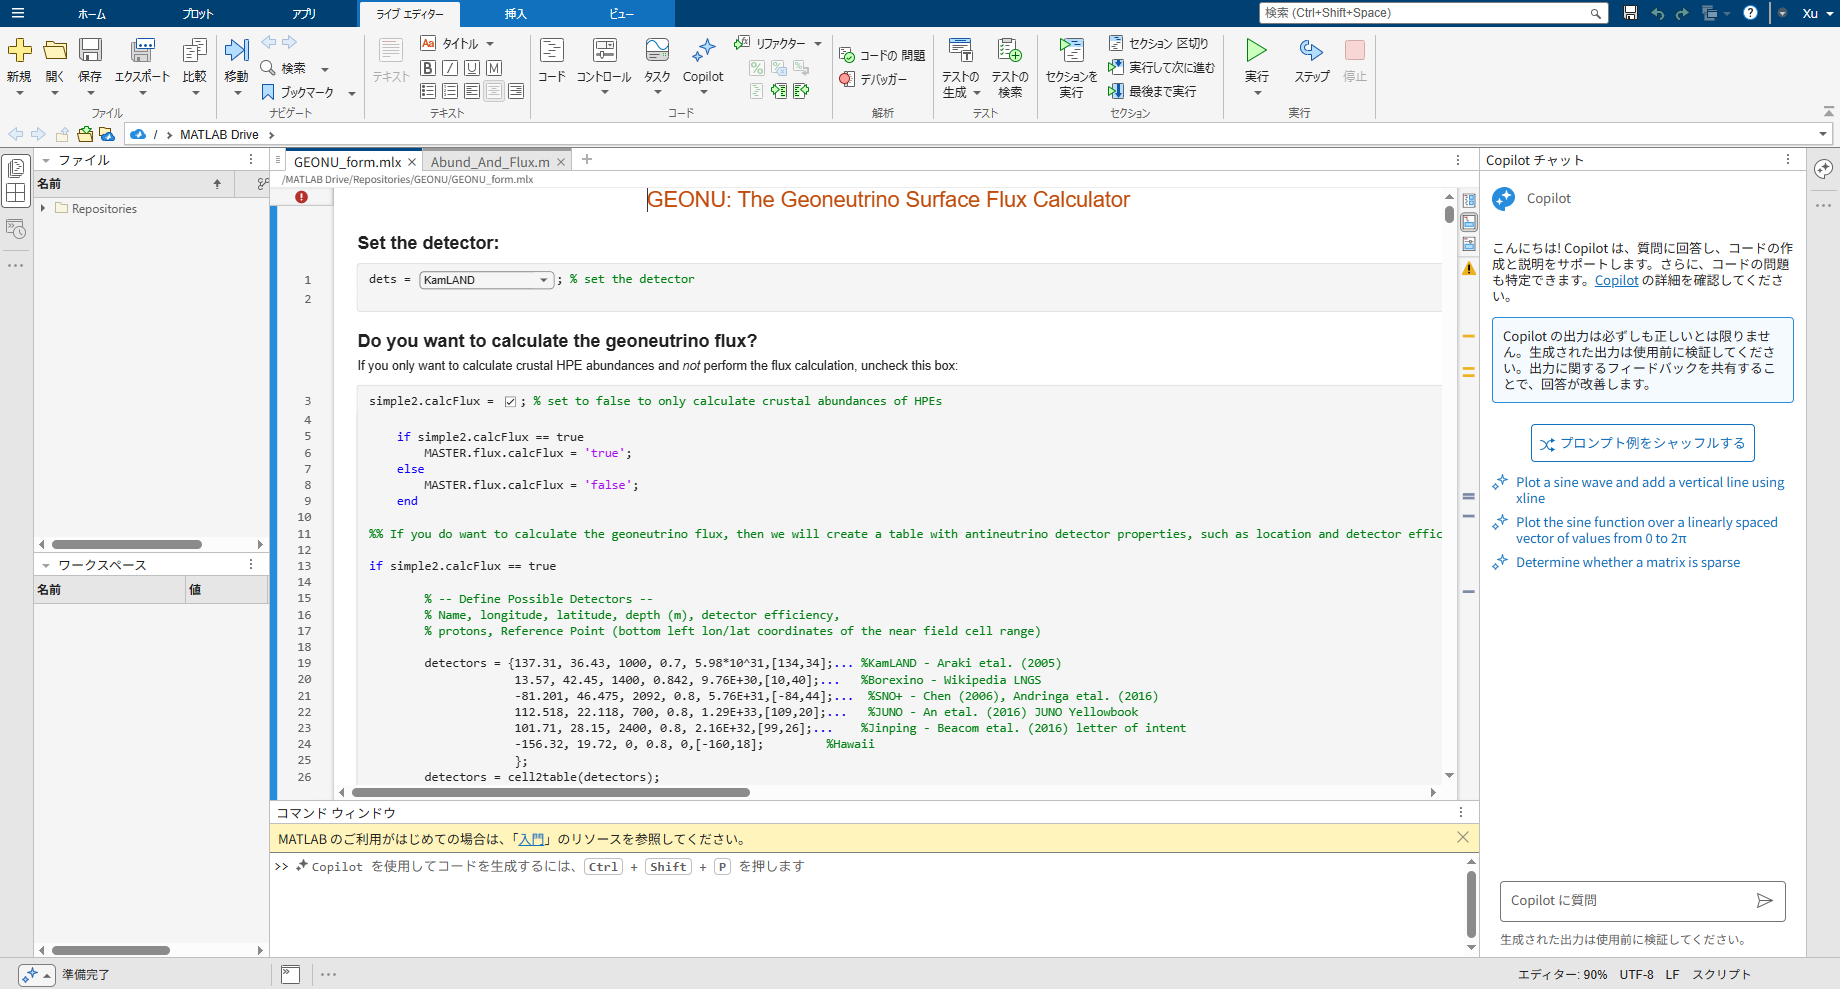 ホーム
プロット
アプリ
ライブ エディター
挿入
ビュー
検索 (Ctrl+Shift+Space)
Xu
新規
開く
保存
エクスポート
比較
ファイル
移動
検索
ブックマーク
ナビゲート
テキスト
タイトル
B I U M
テキスト
コード
コントロール
タスク
Copilot
リファクター
コード
コードの 問題
デバッガー
解析
テストの
生成
テストの
検索
テスト
セクションを
実行
セクション 区切り
実行して次に進む
最後まで実行
セクション
実行
ステップ
停止
実行
/ MATLAB Drive
ファイル
名前
Repositories
ワークスペース
名前
値
GEONU_form.mlx
Abund_And_Flux.m
/MATLAB Drive/Repositories/GEONU/GEONU_form.mlx
GEONU: The Geoneutrino Surface Flux Calculator
Set the detector:
1 dets = KamLAND ; % set the detector
2
Do you want to calculate the geoneutrino flux?
If you only want to calculate crustal HPE abundances and not perform the flux calculation, uncheck this box:
3 simple2.calcFlux = ; % set to false to only calculate crustal abundances of HPEs
4
5 if simple2.calcFlux == true
6 MASTER.flux.calcFlux = 'true';
7 else
8 MASTER.flux.calcFlux = 'false';
9 end
10
11 %% If you do want to calculate the geoneutrino flux, then we will create a table with antineutrino detector properties, such as location and detector effic
12
13 if simple2.calcFlux == true
14
15 % -- Define Possible Detectors --
16 % Name, longitude, latitude, depth (m), detector efficiency,
17 % protons, Reference Point (bottom left lon/lat coordinates of the near field cell range)
18
19 detectors = {137.31, 36.43, 1000, 0.7, 5.98*10^31,[134,34];... %KamLAND - Araki etal. (2005)
20 13.57, 42.45, 1400, 0.842, 9.76E+30,[10,40];... %Borexino - Wikipedia LNGS
21 -81.201, 46.475, 2092, 0.8, 5.76E+31,[-84,44];... %SNO+ - Chen (2006), Andringa etal. (2016)
22 112.518, 22.118, 700, 0.8, 1.29E+33,[109,20];... %JUNO - An etal. (2016) JUNO Yellowbook
23 101.71, 28.15, 2400, 0.8, 2.16E+32,[99,26];... %Jinping - Beacom etal. (2016) letter of intent
24 -156.32, 19.72, 0, 0.8, 0,[-160,18]; %Hawaii
25 };
26 detectors = cell2table(detectors);
コマンド ウィンドウ
MATLAB のご利用がはじめての場合は、「入門」のリソースを参照してください。
>> Copilot を使用してコードを生成するには、 Ctrl + Shift + P を押します
Copilot チャット
Copilot
こんにちは! Copilot は、質問に回答し、コードの作
成と説明をサポートします。さらに、コードの問題
も特定できます。Copilot の詳細を確認してくださ
い。
Copilot の出力は必ずしも正しいとは限りませ
ん。生成された出力は使用前に検証してくださ
い。出力に関するフィードバックを共有するこ
とで、回答が改善します。
プロンプト例をシャッフルする
Plot a sine wave and add a vertical line using
xline
Plot the sine function over a linearly spaced
vector of values from 0 to 2π
Determine whether a matrix is sparse
Copilot に質問
生成された出力は使用前に検証してください。
準備完了
エディター: 90% UTF-8 LF スクリプト